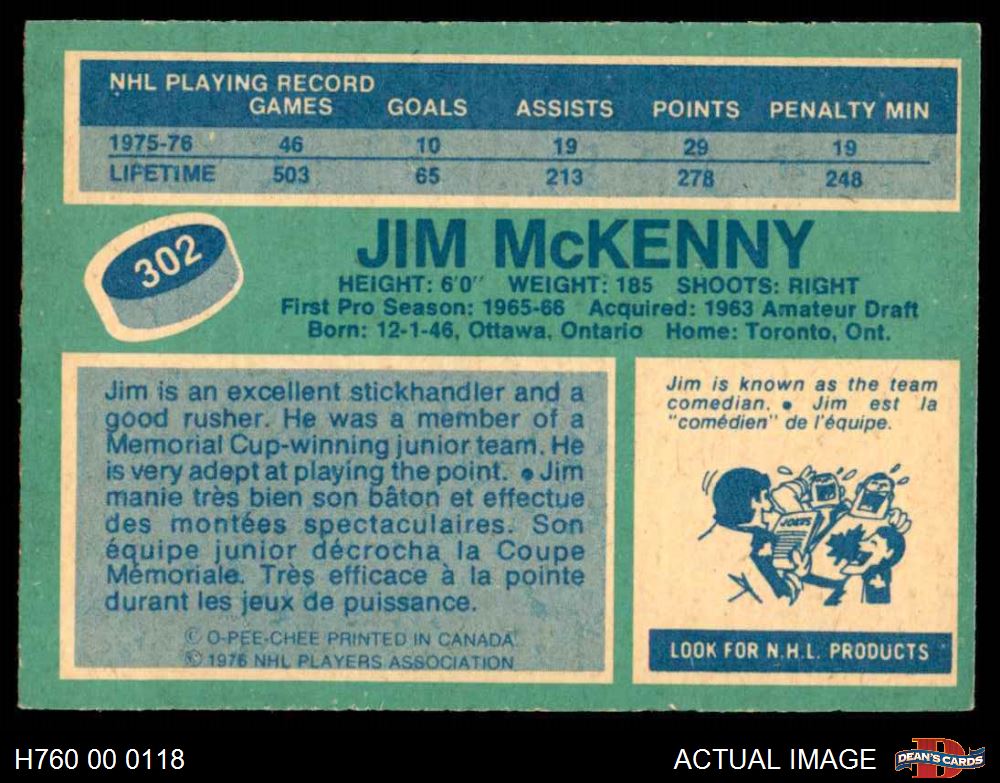 NHL PLAYING RECORD
GAMES GOALS ASSISTS POINTS PENALTY MIN
1975-76 46 10 19 29 19
LIFETIME 503 65 213 278 248
302
JIM McKENNY
HEIGHT: 6'0" WEIGHT: 185 SHOOTS: RIGHT
First Pro Season: 1965-66 Acquired: 1963 Amateur Draft
Born: 12-1-46, Ottawa, Ontario Home: Toronto, Ont.
Jim is an excellent stickhandler and a
good rusher. He was a member of a
Memorial Cup-winning junior team. He
is very adept at playing the point. • Jim
manie très bien son bâton et effectue
des montées spectaculaires. Son
équipe junior décrocha la Coupe
Mémoriale. Très efficace à la pointe
durant les jeux de puissance.
© O-PEE-CHEE PRINTED IN CANADA
© 1976 NHL PLAYERS ASSOCIATION
Jim is known as the team
comedian. • Jim est la
"comédien" de l'équipe.
JOKES
LOOK FOR N.H.L. PRODUCTS
H760 00 0118
ACTUAL IMAGE
D
DEAN'S CARDS